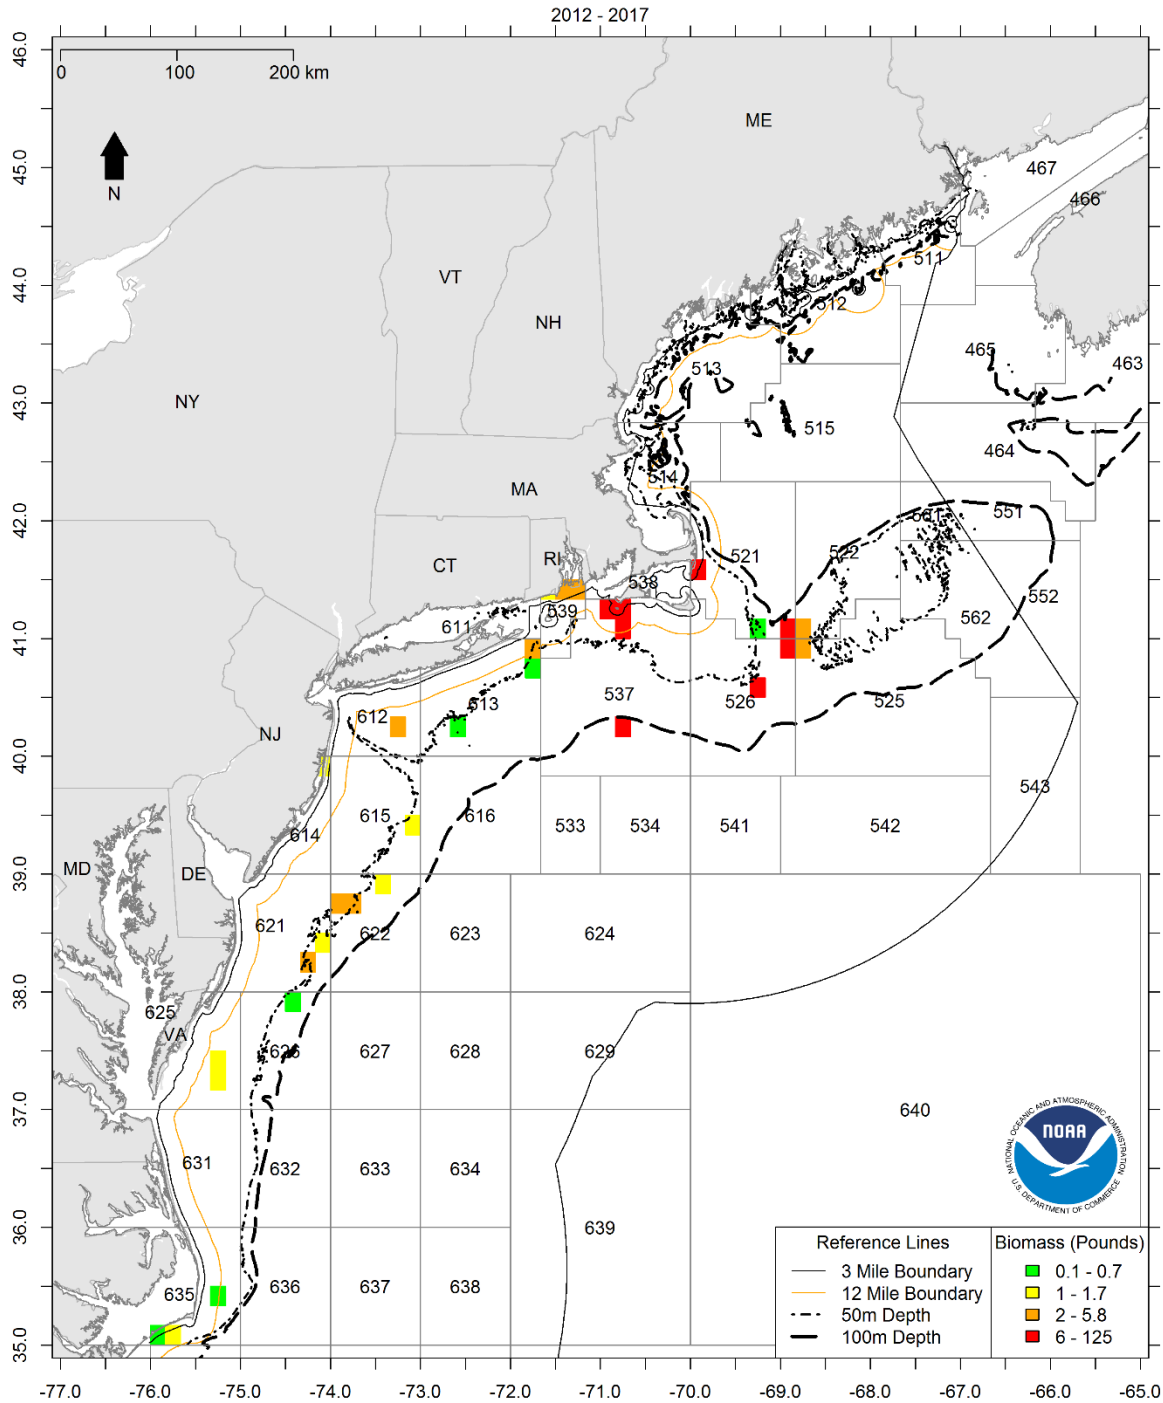 2012 - 2017
46.0
45.0
44.0
43.0
42.0
41.0
40.0
39.0
38.0
37.0
36.0
35.0
0 100 200 km
N
ME
467
466
511
VT
512
NH
465
463
513
NY
515
464
MA
514
551
561
CT
RI
521
522
538
552
539
611
562
537
526
525
612
613
NJ
543
615
616
614
533
534
541
542
MD
DE
621
622
623
624
625
VA
626
627
628
629
640
NATIONAL OCEANIC AND ATMOSPHERIC ADMINISTRATION
NOAA
U.S. DEPARTMENT OF COMMERCE
631
632
633
634
639
635
636
637
638
Reference Lines
3 Mile Boundary
12 Mile Boundary
50m Depth
100m Depth
Biomass (Pounds)
0.1 - 0.7
1 - 1.7
2 - 5.8
6 - 125
-77.0 -76.0 -75.0 -74.0 -73.0 -72.0 -71.0 -70.0 -69.0 -68.0 -67.0 -66.0 -65.0